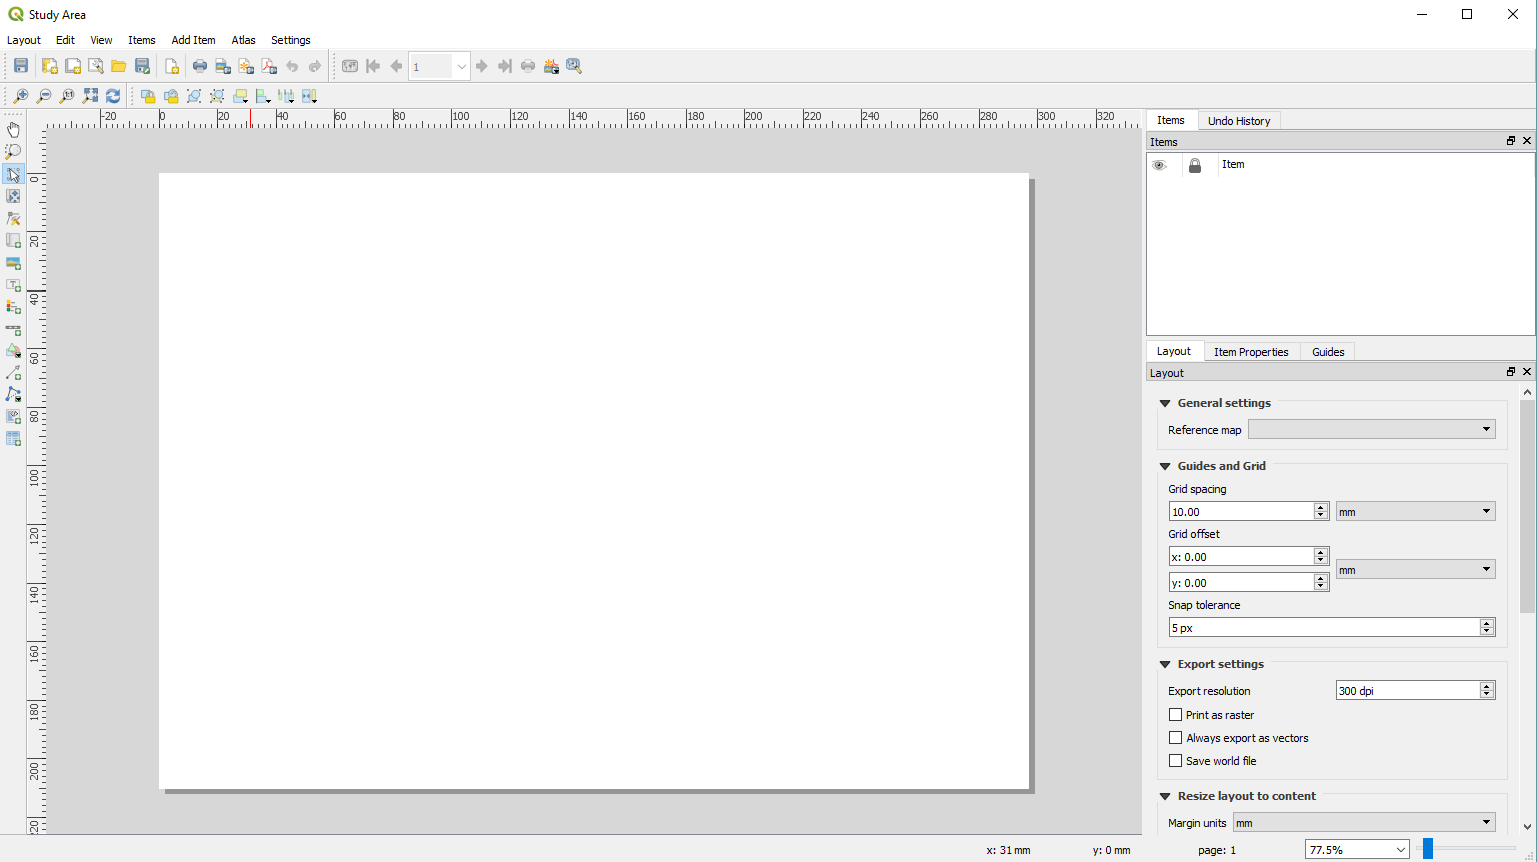 Study Area
Layout Edit View Items Add Item Atlas Settings
1
-20 0 20 40 60 80 100 120 140 160 180 200 220 240 260 280 300 320
0
20
40
60
80
100
120
140
160
180
200
220
Items Undo History
Items
Item
Layout Item Properties Guides
Layout
General settings
Reference map
Guides and Grid
Grid spacing
10.00 mm
Grid offset
x: 0.00
mm
y: 0.00
Snap tolerance
5 px
Export settings
Export resolution 300 dpi
Print as raster
Always export as vectors
Save world file
Resize layout to content
Margin units mm
x: 31 mm y: 0 mm page: 1 77.5%